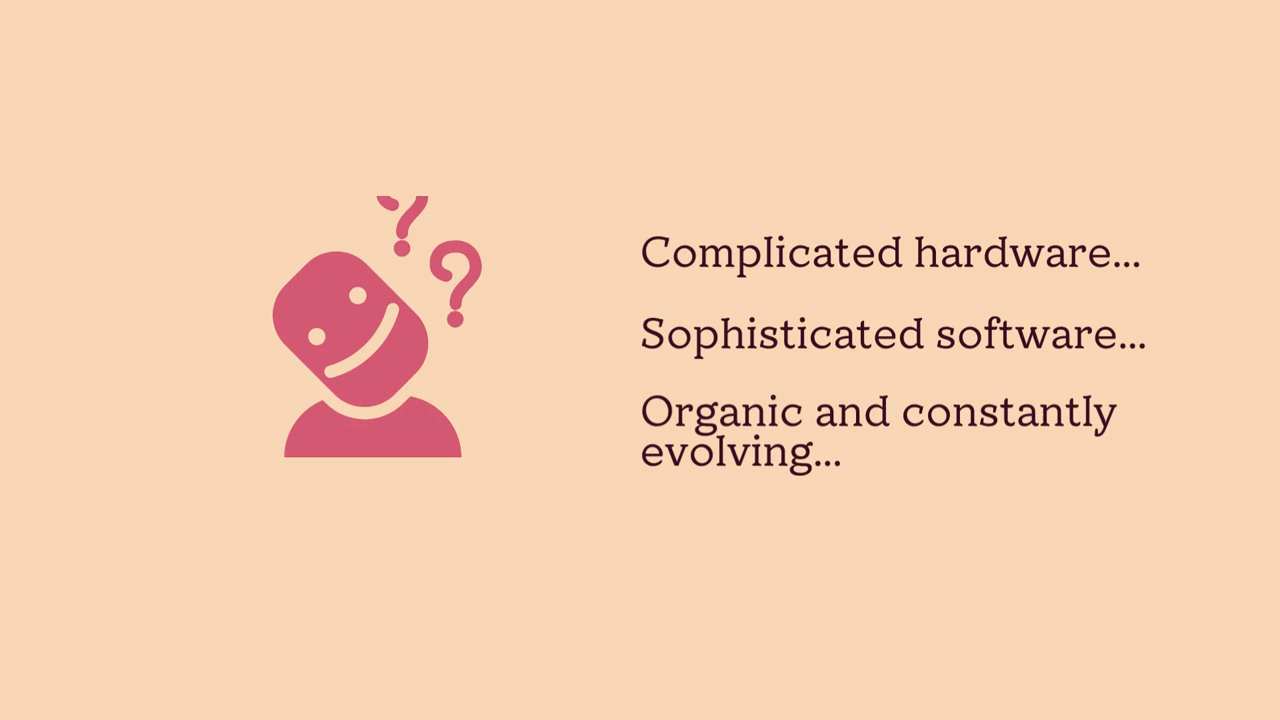 Complicated hardware...
Sophisticated software...
Organic and constantly
evolving...